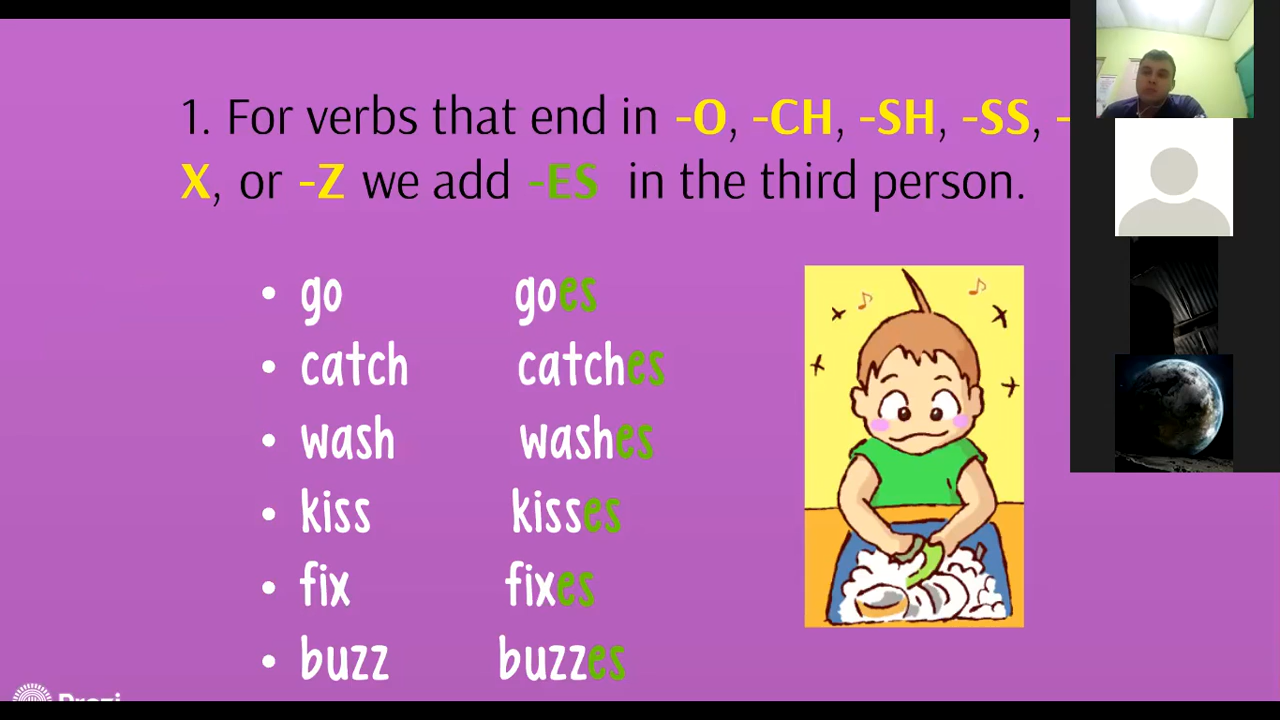 1. For verbs that end in -O, -CH, -SH, -SS, -
X, or -Z we add -ES in the third person.
• go goes
• catch catches
• wash washes
• kiss kisses
• fix fixes
• buzz buzzes
Prezi